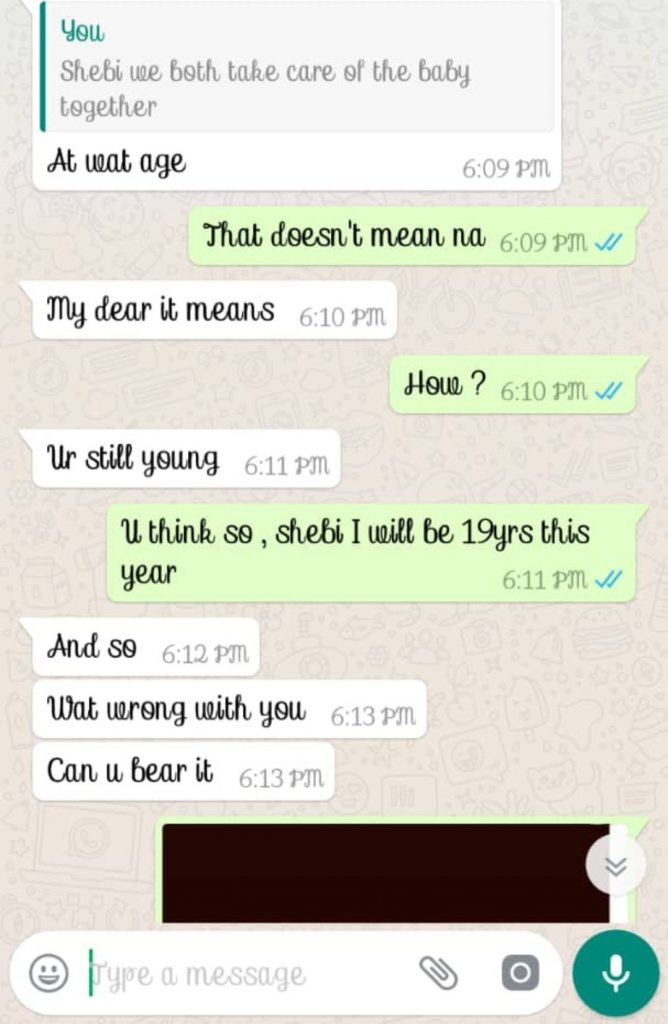 You
Shebi we both take care of the baby
together
At wat age
6:09 PM
That doesn't mean na
6:09 PM
My dear it means
6:10 PM
How ?
6:10 PM
Ur still young
6:11 PM
U think so , shebi I will be 19yrs this
year
6:11 PM
And so
6:12 PM
Wat wrong with you
6:13 PM
Can u bear it
6:13 PM
Type a message